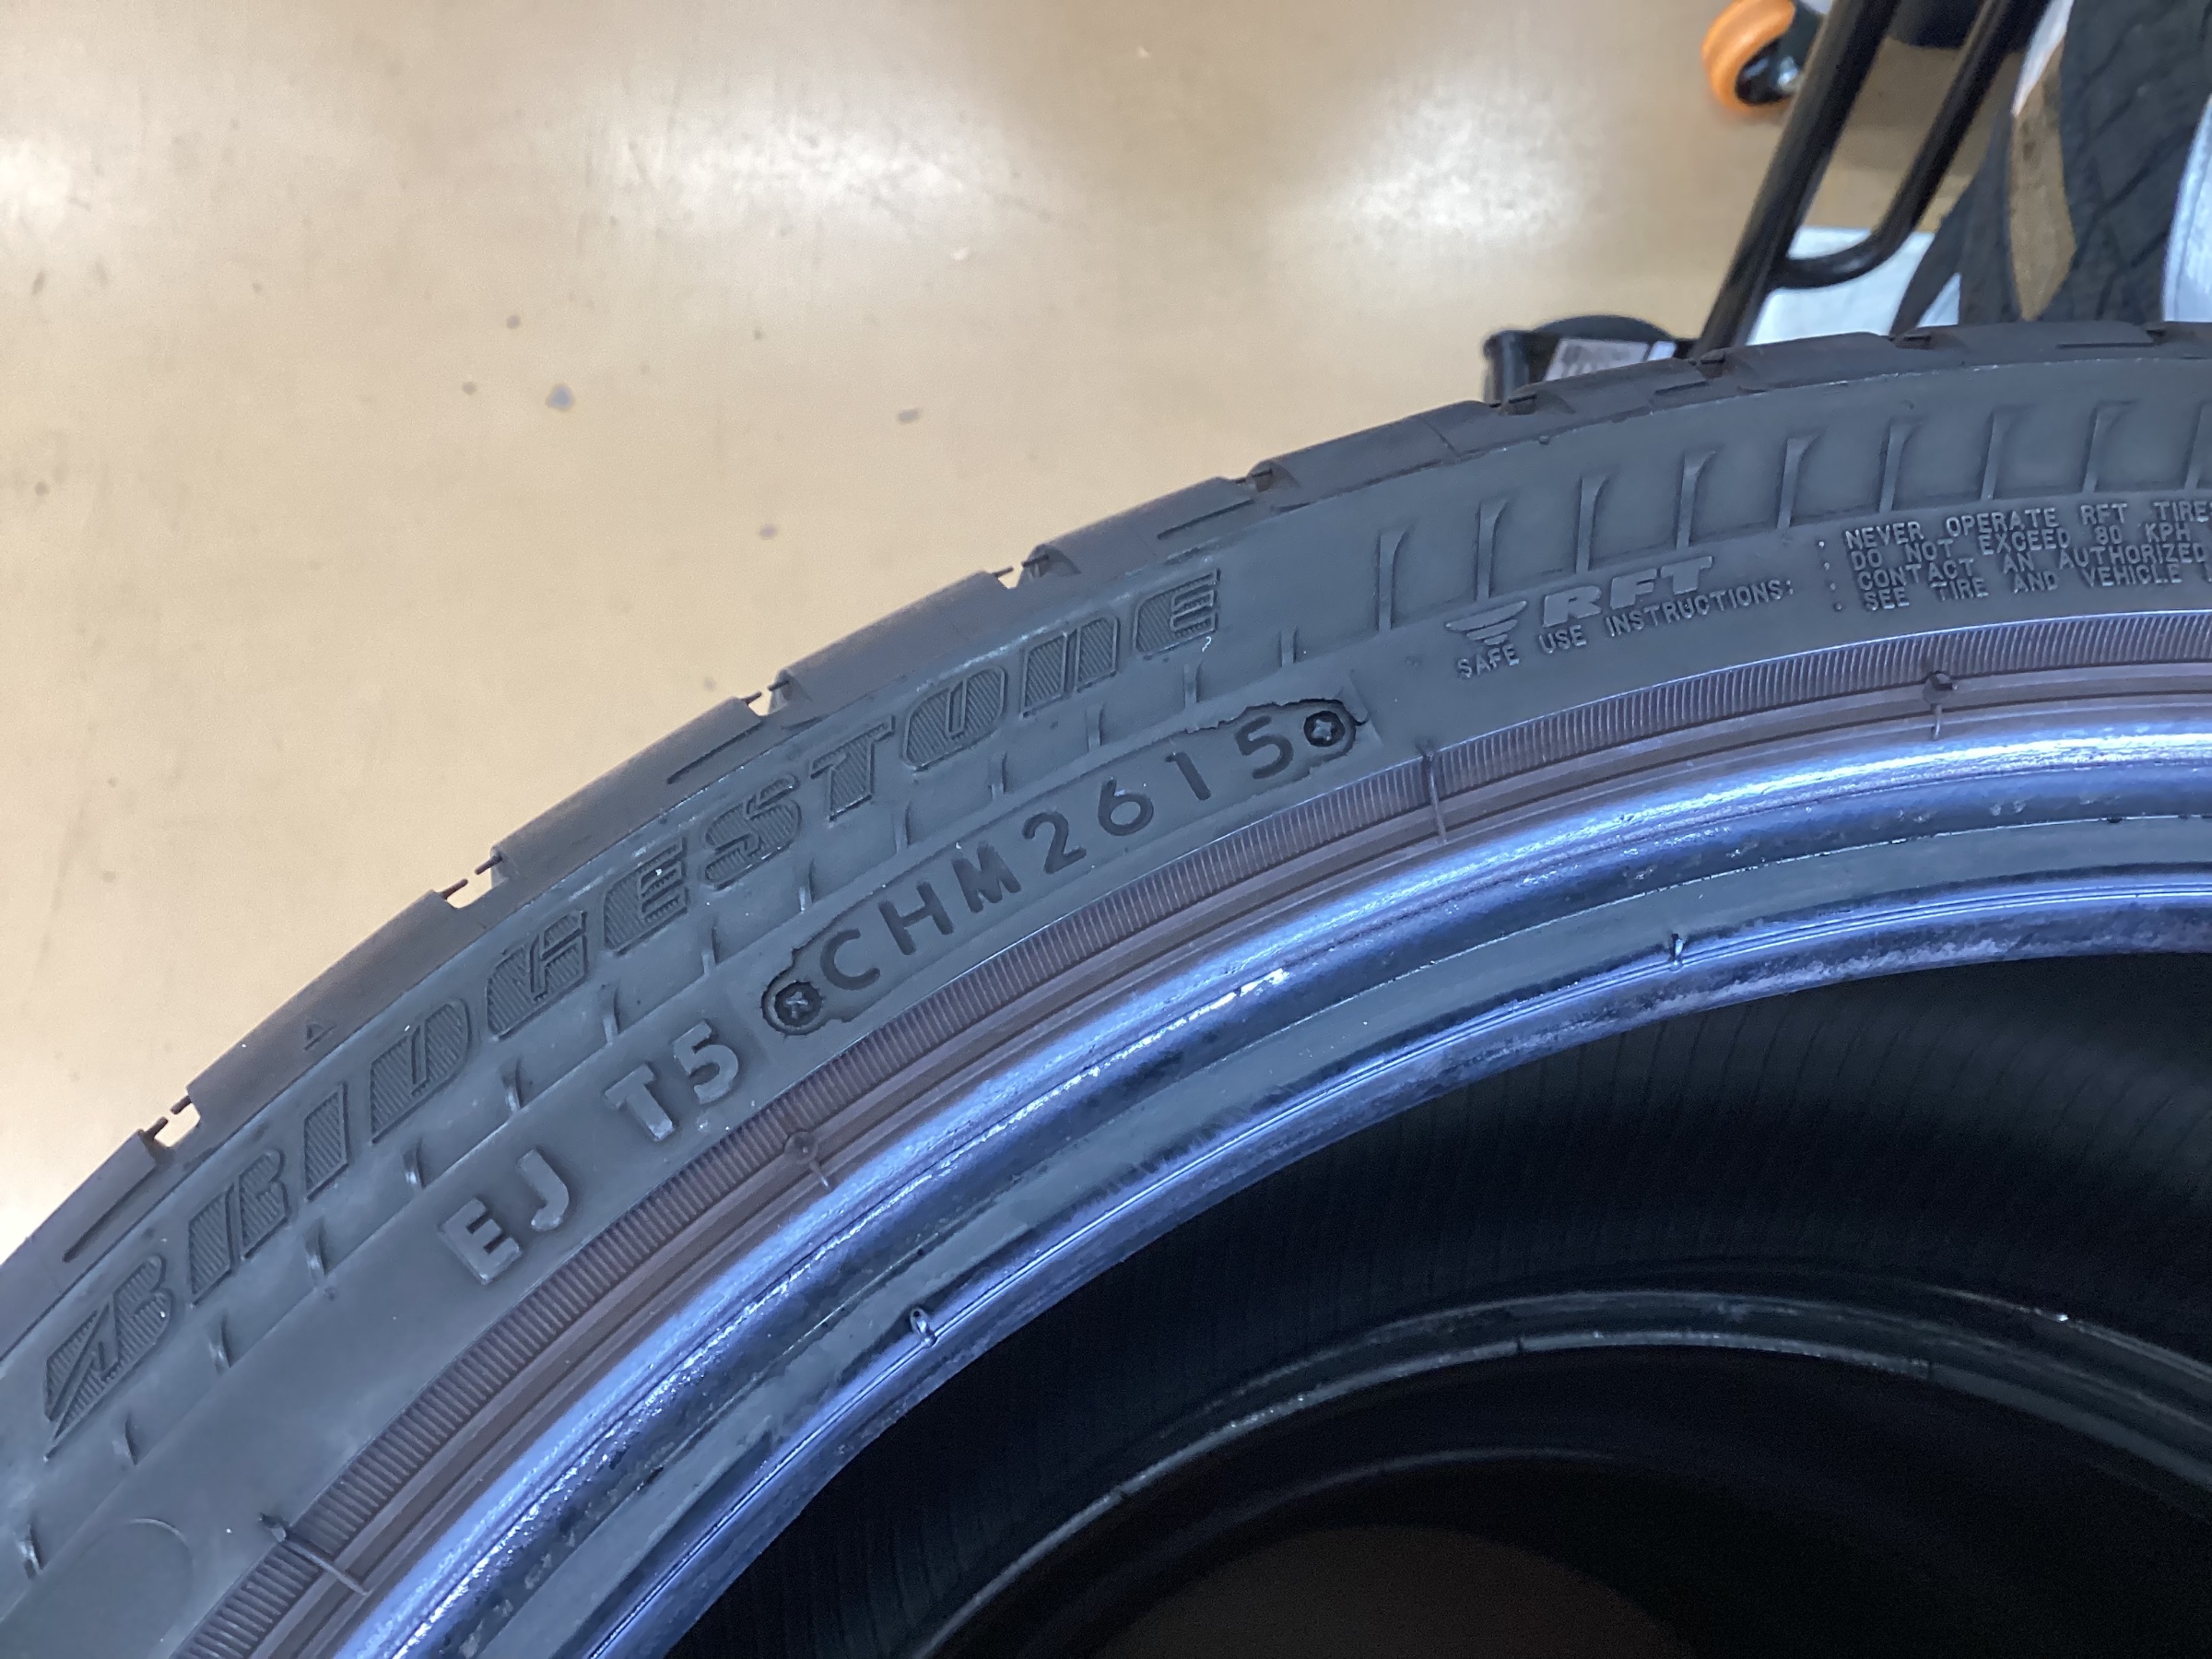 BRIDGESTONE
EJ T5 CHM2615
RFT
SAFE USE INSTRUCTIONS:
NEVER OPERATE RFT TIRE
DO NOT EXCEED 80 KPH
CONTACT AN AUTHORIZED
SEE TIRE AND VEHICLE